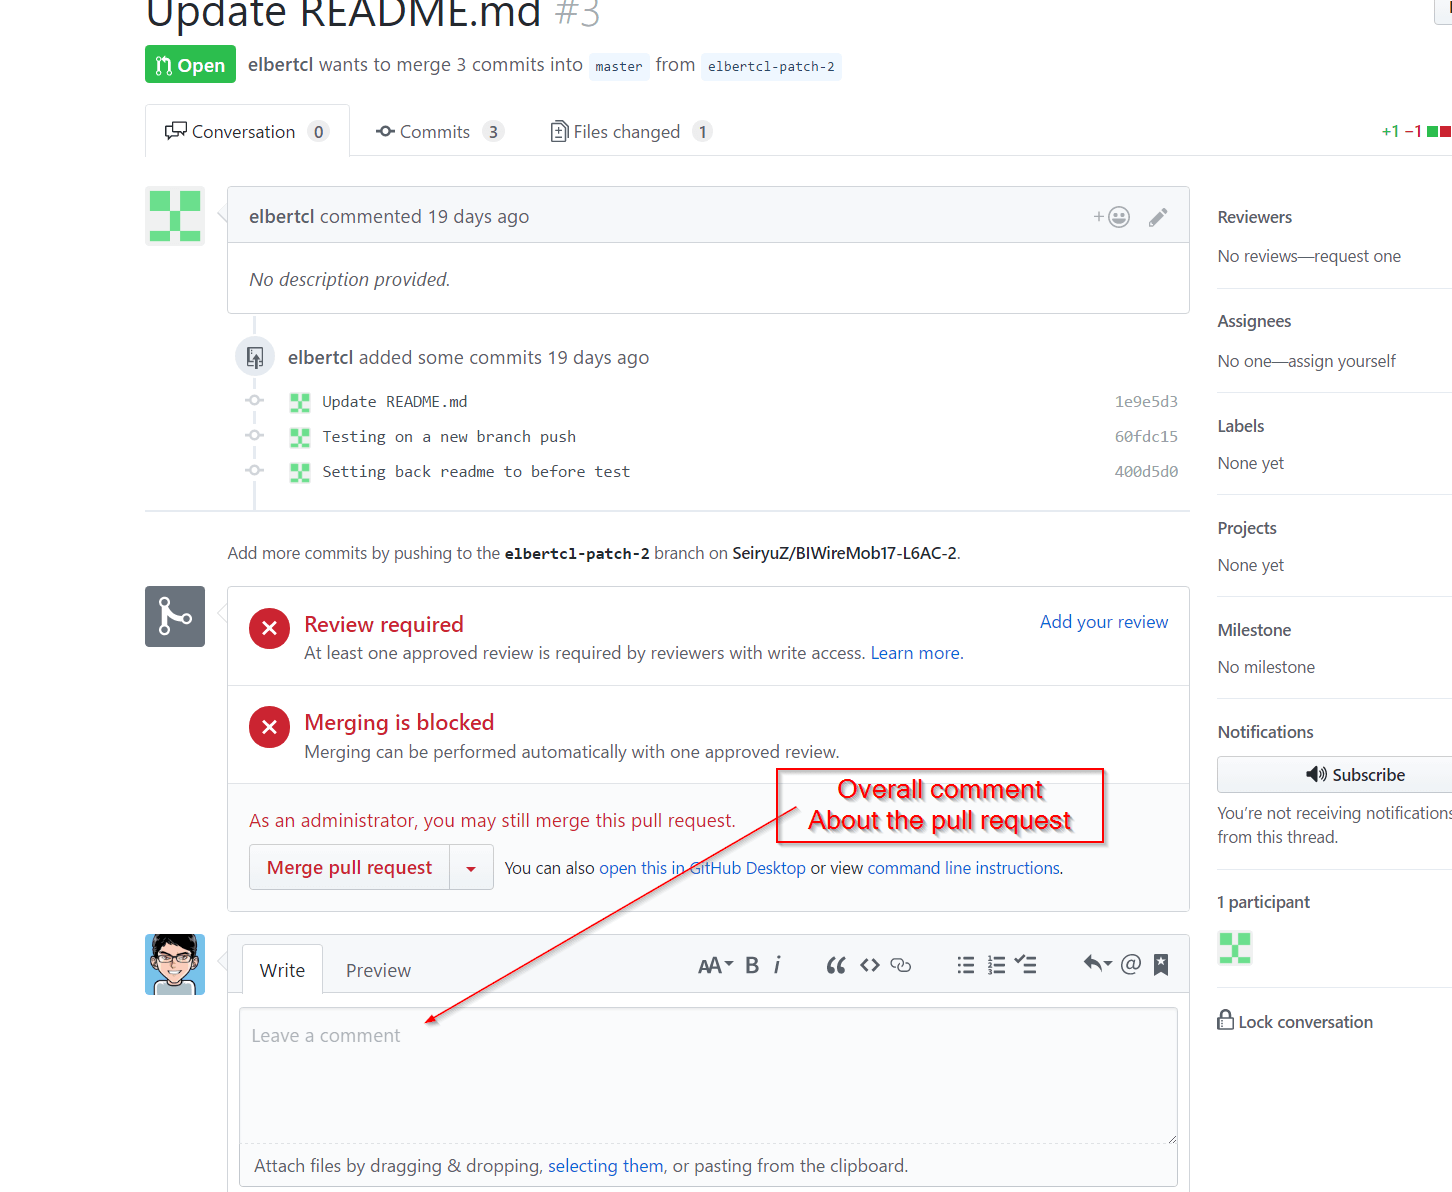 Update README.md #3
Open elbertcl wants to merge 3 commits into master from elbertcl-patch-2
Conversation 0 Commits 3 Files changed 1 +1 −1
elbertcl commented 19 days ago
No description provided.
elbertcl added some commits 19 days ago
Update README.md 1e9e5d3
Testing on a new branch push 60fdc15
Setting back readme to before test 400d5d0
Add more commits by pushing to the elbertcl-patch-2 branch on SeiryuZ/BIWireMob17-L6AC-2.
Review required Add your review
At least one approved review is required by reviewers with write access. Learn more.
Merging is blocked
Merging can be performed automatically with one approved review.
Overall comment
About the pull request
As an administrator, you may still merge this pull request.
Merge pull request You can also open this in GitHub Desktop or view command line instructions.
Write Preview
Leave a comment
Attach files by dragging & dropping, selecting them, or pasting from the clipboard.
Reviewers
No reviews—request one
Assignees
No one—assign yourself
Labels
None yet
Projects
None yet
Milestone
No milestone
Notifications
Subscribe
You’re not receiving notifications
from this thread.
1 participant
Lock conversation